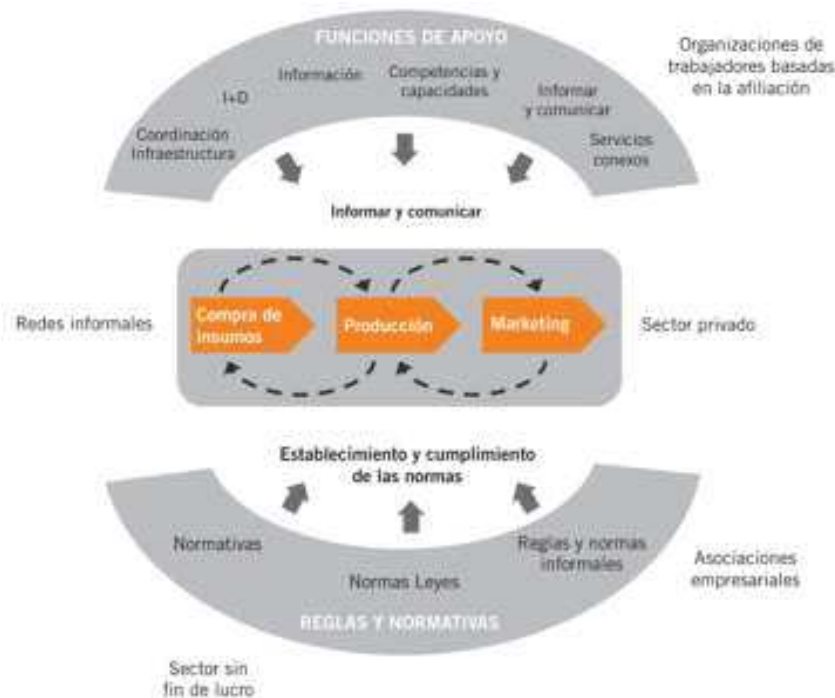 FUNCIONES DE APOYO
Organizaciones de
trabajadores basadas
en la afiliación
Información
Competencias y
capacidades
I+D
Informar
y comunicar
Coordinación
Infraestructura
Servicios
conexos
Informar y comunicar
Redes informales
Compra de
Insumos
Producción
Marketing
Sector privado
Establecimiento y cumplimiento
de las normas
Normativas
Normas Leyes
Reglas y normas
informales
Asociaciones
empresariales
REGLAS Y NORMATIVAS
Sector sin
fin de lucro